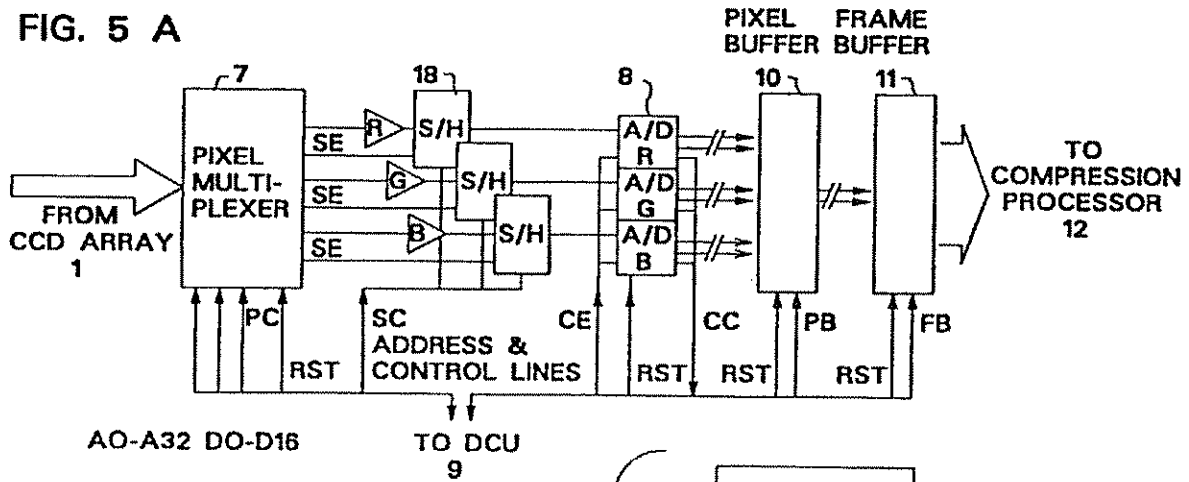 FIG. 5 A
PIXEL BUFFER
FRAME BUFFER
7
18
8
10
11
PIXEL
MULTI-
PLEXER
SE
SE
SE
R
G
B
S/H
S/H
S/H
A/D
R
A/D
G
A/D
B
FROM
CCD ARRAY
1
TO
COMPRESSION
PROCESSOR
12
PC
SC
CE
CC
PB
FB
ADDRESS &
CONTROL LINES
RST
RST
RST
RST
AO-A32 DO-D16
TO DCU
9